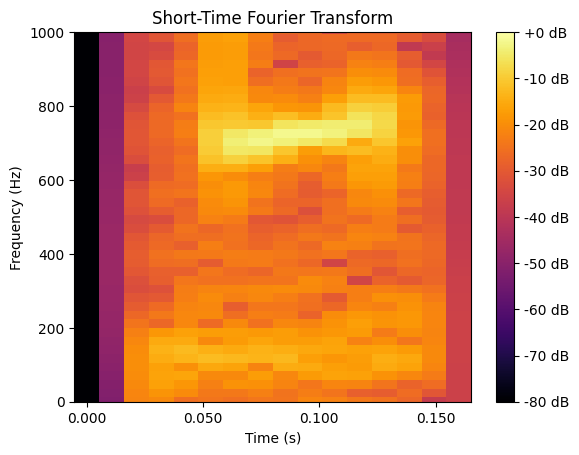 Short-Time Fourier Transform
Frequency (Hz)
1000
800
600
400
200
0
0.000
0.050
0.100
0.150
Time (s)
+0 dB
-10 dB
-20 dB
-30 dB
-40 dB
-50 dB
-60 dB
-70 dB
-80 dB